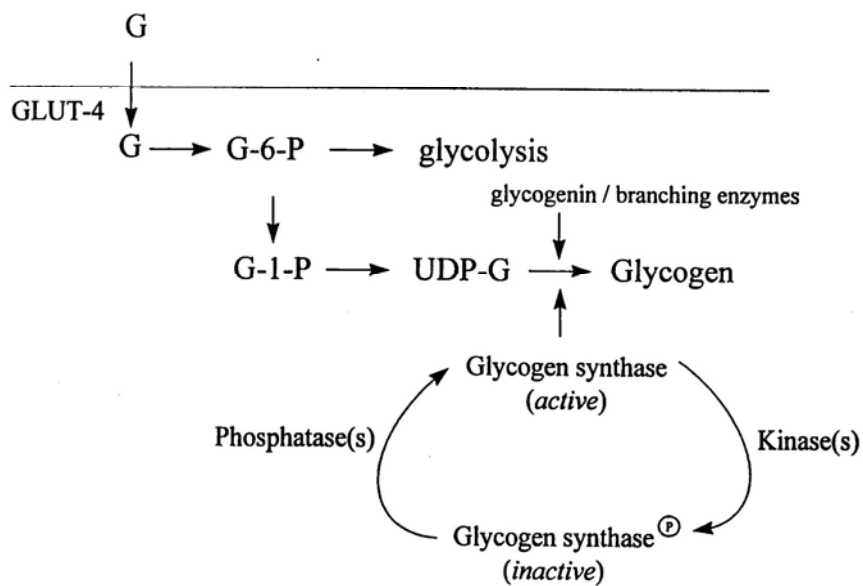 G
GLUT-4
G G-6-P glycolysis
glycogenin / branching enzymes
G-1-P UDP-G Glycogen
Glycogen synthase
(active)
Phosphatase(s) Kinase(s)
Glycogen synthase Ⓟ
(inactive)